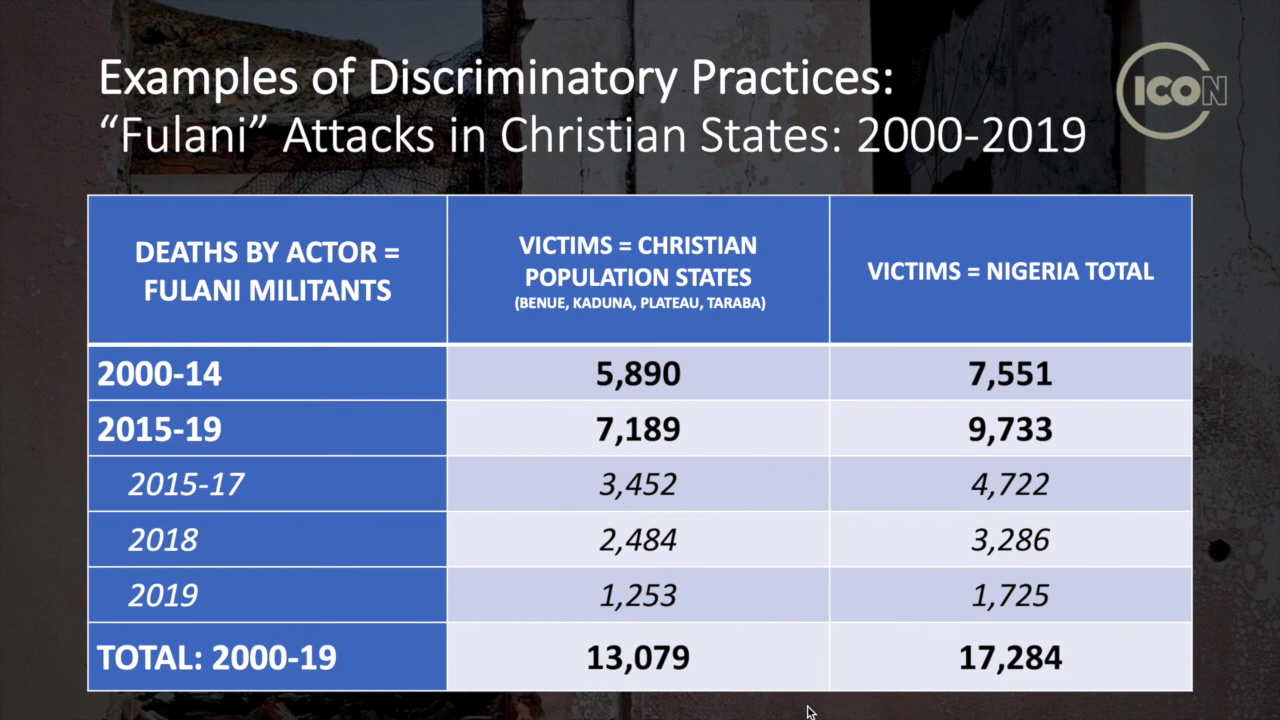 Examples of Discriminatory Practices:
“Fulani” Attacks in Christian States: 2000-2019
ICON
DEATHS BY ACTOR =
FULANI MILITANTS
VICTIMS = CHRISTIAN
POPULATION STATES
(BENUE, KADUNA, PLATEAU, TARABA)
VICTIMS = NIGERIA TOTAL
2000-14 5,890 7,551
2015-19 7,189 9,733
2015-17 3,452 4,722
2018 2,484 3,286
2019 1,253 1,725
TOTAL: 2000-19 13,079 17,284